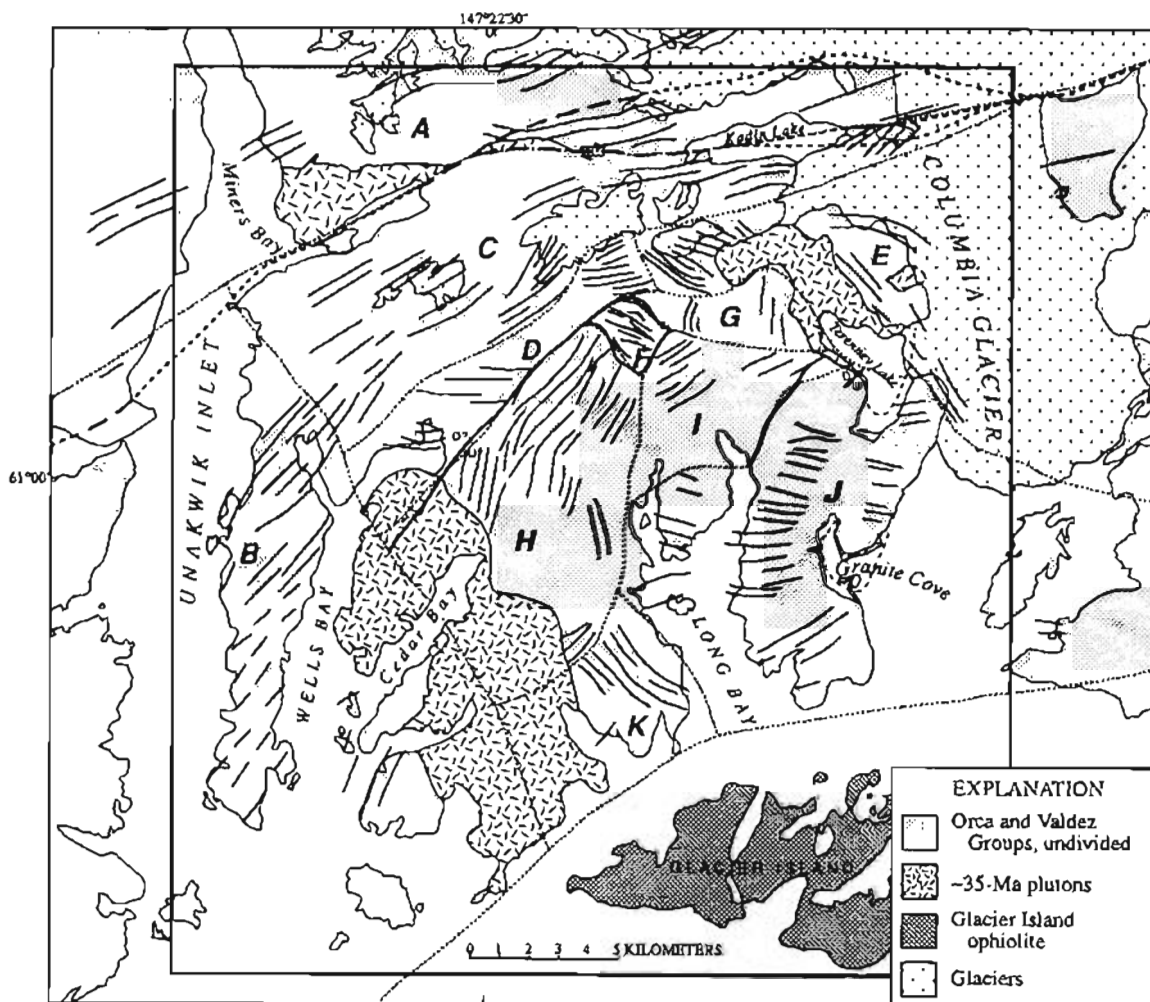 147°22'30"
A
Kadin Lake
Miners Bay
COLUMBIA GLACIER
C
E
G
D
F
Terentiev Lake
UNAKWIK INLET
I
61°00'
J
H
B
Granite Cove
WELLS BAY
Cedar Bay
LONG BAY
K
GLACIER ISLAND
0 1 2 3 4 5 KILOMETERS
EXPLANATION
Orca and Valdez
Groups, undivided
~35-Ma plutons
Glacier Island
ophiolite
Glaciers